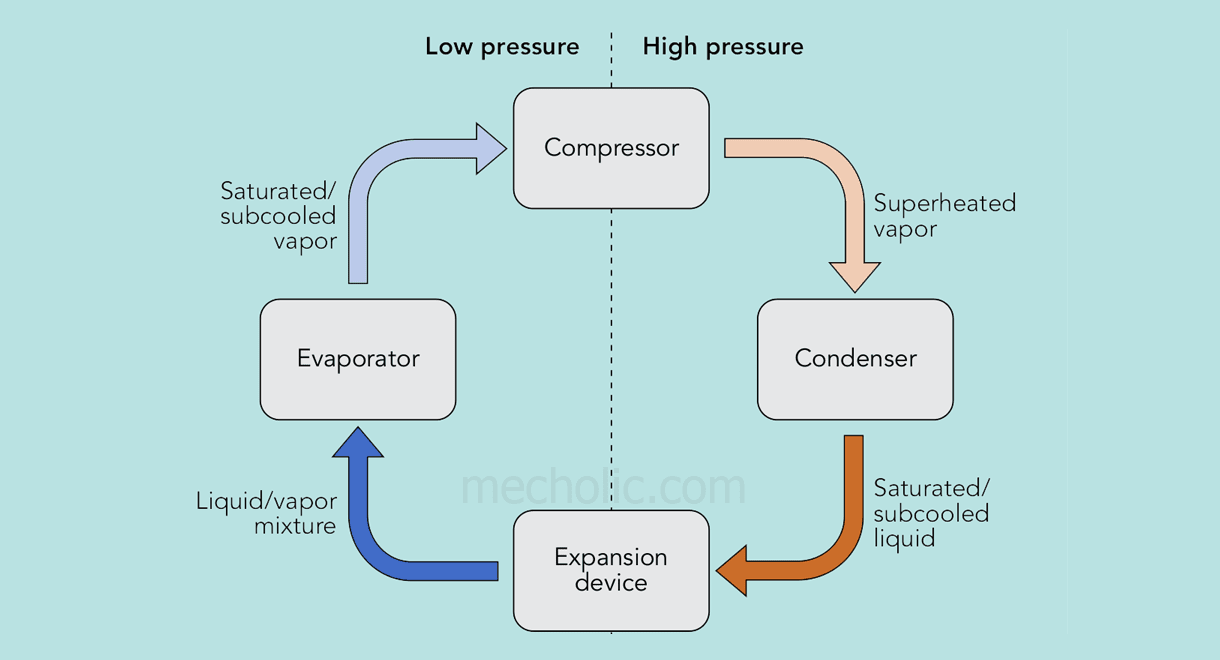 Low pressure
High pressure
Compressor
Saturated/
subcooled
vapor
Superheated
vapor
Evaporator
Condenser
mecholic.com
Liquid/vapor
mixture
Saturated/
subcooled
liquid
Expansion
device